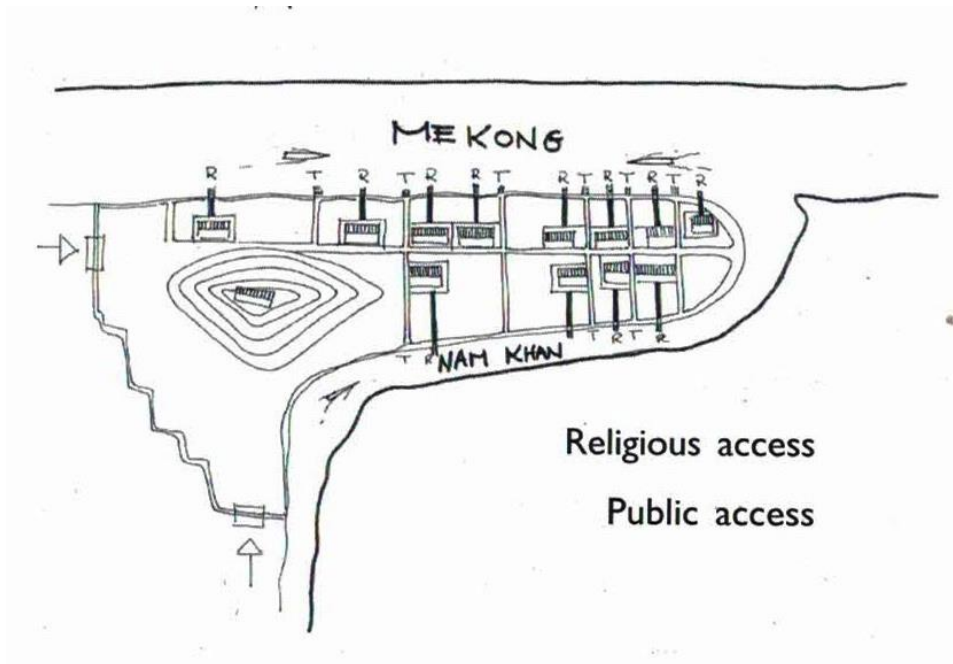 MEKONG
R T R T R R T R T R T R T R
T R NAM KHAN T R T R
Religious access
Public access